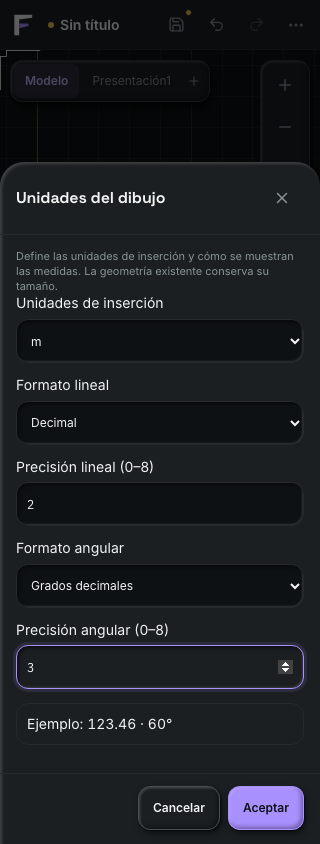 Sin título
Modelo
Presentación1
+
Unidades del dibujo
Define las unidades de inserción y cómo se muestran
las medidas. La geometría existente conserva su
tamaño.
Unidades de inserción
m
Formato lineal
Decimal
Precisión lineal (0–8)
2
Formato angular
Grados decimales
Precisión angular (0–8)
3
Ejemplo: 123.46 · 60°
Cancelar
Aceptar